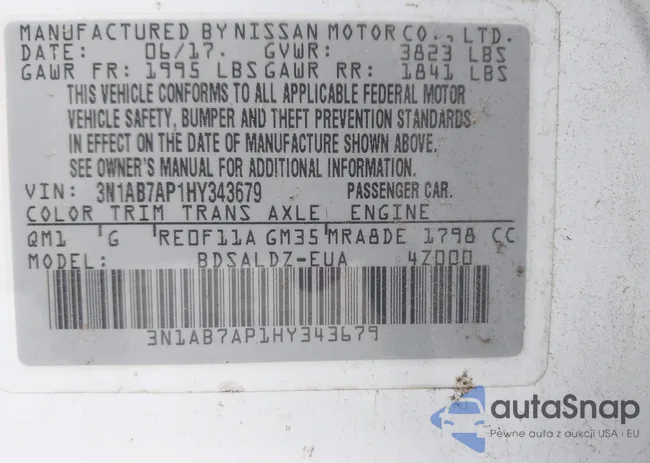 MANUFACTURED BY NISSAN MOTOR CO., LTD.
DATE: 06/17. GVWR: 3823 LBS
GAWR FR: 1995 LBS GAWR RR: 1841 LBS
THIS VEHICLE CONFORMS TO ALL APPLICABLE FEDERAL MOTOR
VEHICLE SAFETY, BUMPER AND THEFT PREVENTION STANDARDS
IN EFFECT ON THE DATE OF MANUFACTURE SHOWN ABOVE.
SEE OWNER'S MANUAL FOR ADDITIONAL INFORMATION.
VIN: 3N1AB7AP1HY343679 PASSENGER CAR.
COLOR TRIM TRANS AXLE ENGINE
QM1 G RE0F11A GM35 MRA8DE 1798 CC
MODEL BDSALDZ-EUA 4Z000
3N1AB7AP1HY343679
autaSnap
Pewne auta z aukcji USA i EU